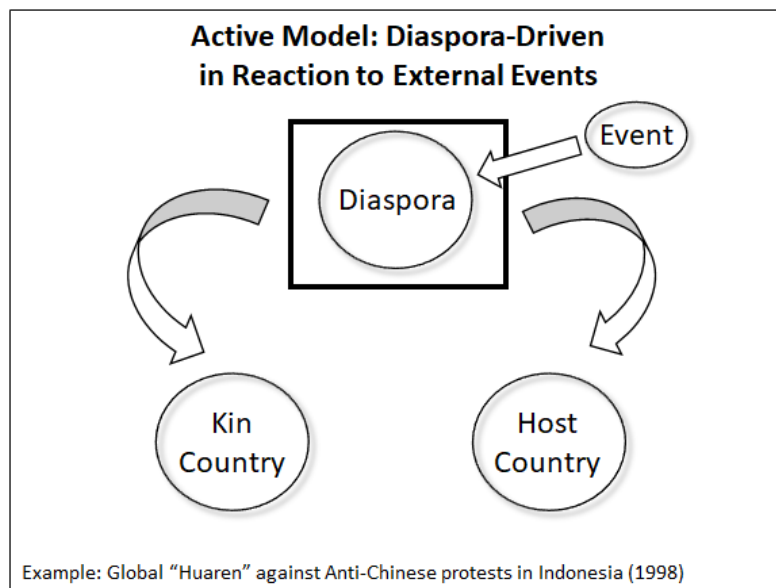 Active Model: Diaspora-Driven
in Reaction to External Events
Event
Diaspora
Kin
Country
Host
Country
Example: Global “Huaren” against Anti-Chinese protests in Indonesia (1998)